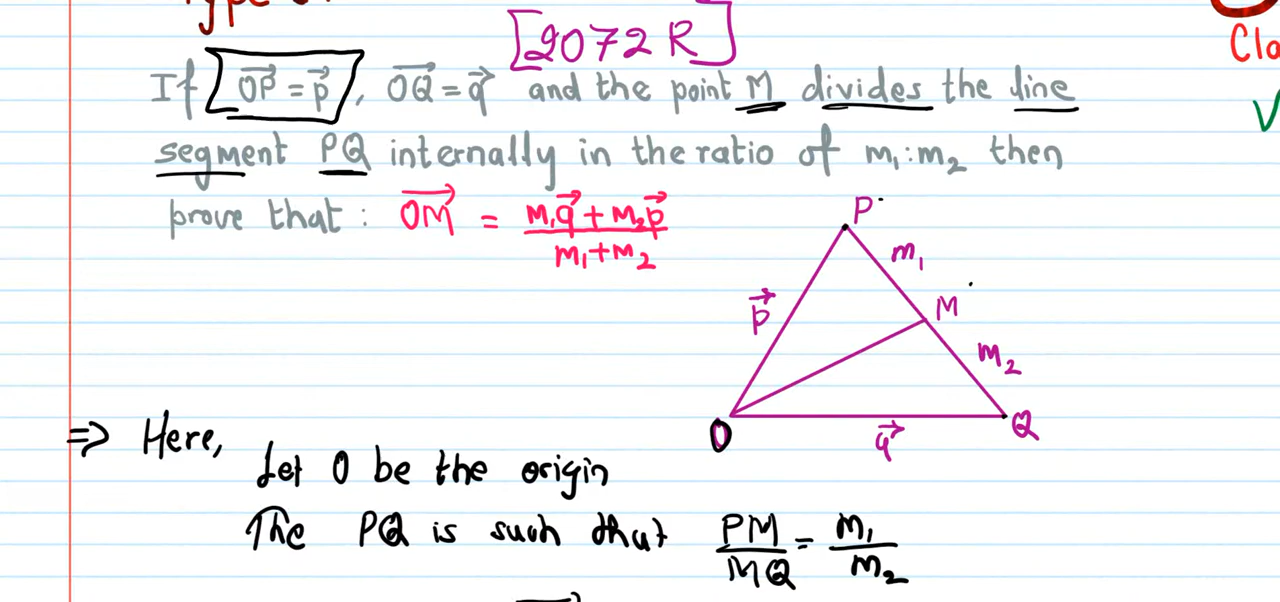 Type
[2072 R]
Clo
If OP⃗ = p⃗, OQ⃗ = q⃗ and the point M divides the line
V
segment PQ internally in the ratio of m₁:m₂ then
prove that: OM⃗ = (m₁q⃗ + m₂p⃗)/(m₁+m₂)
P
m₁
p⃗
M
m₂
O
q⃗
Q
⇒ Here,
Let O be the origin
The PQ is such that PM/MQ = m₁/m₂